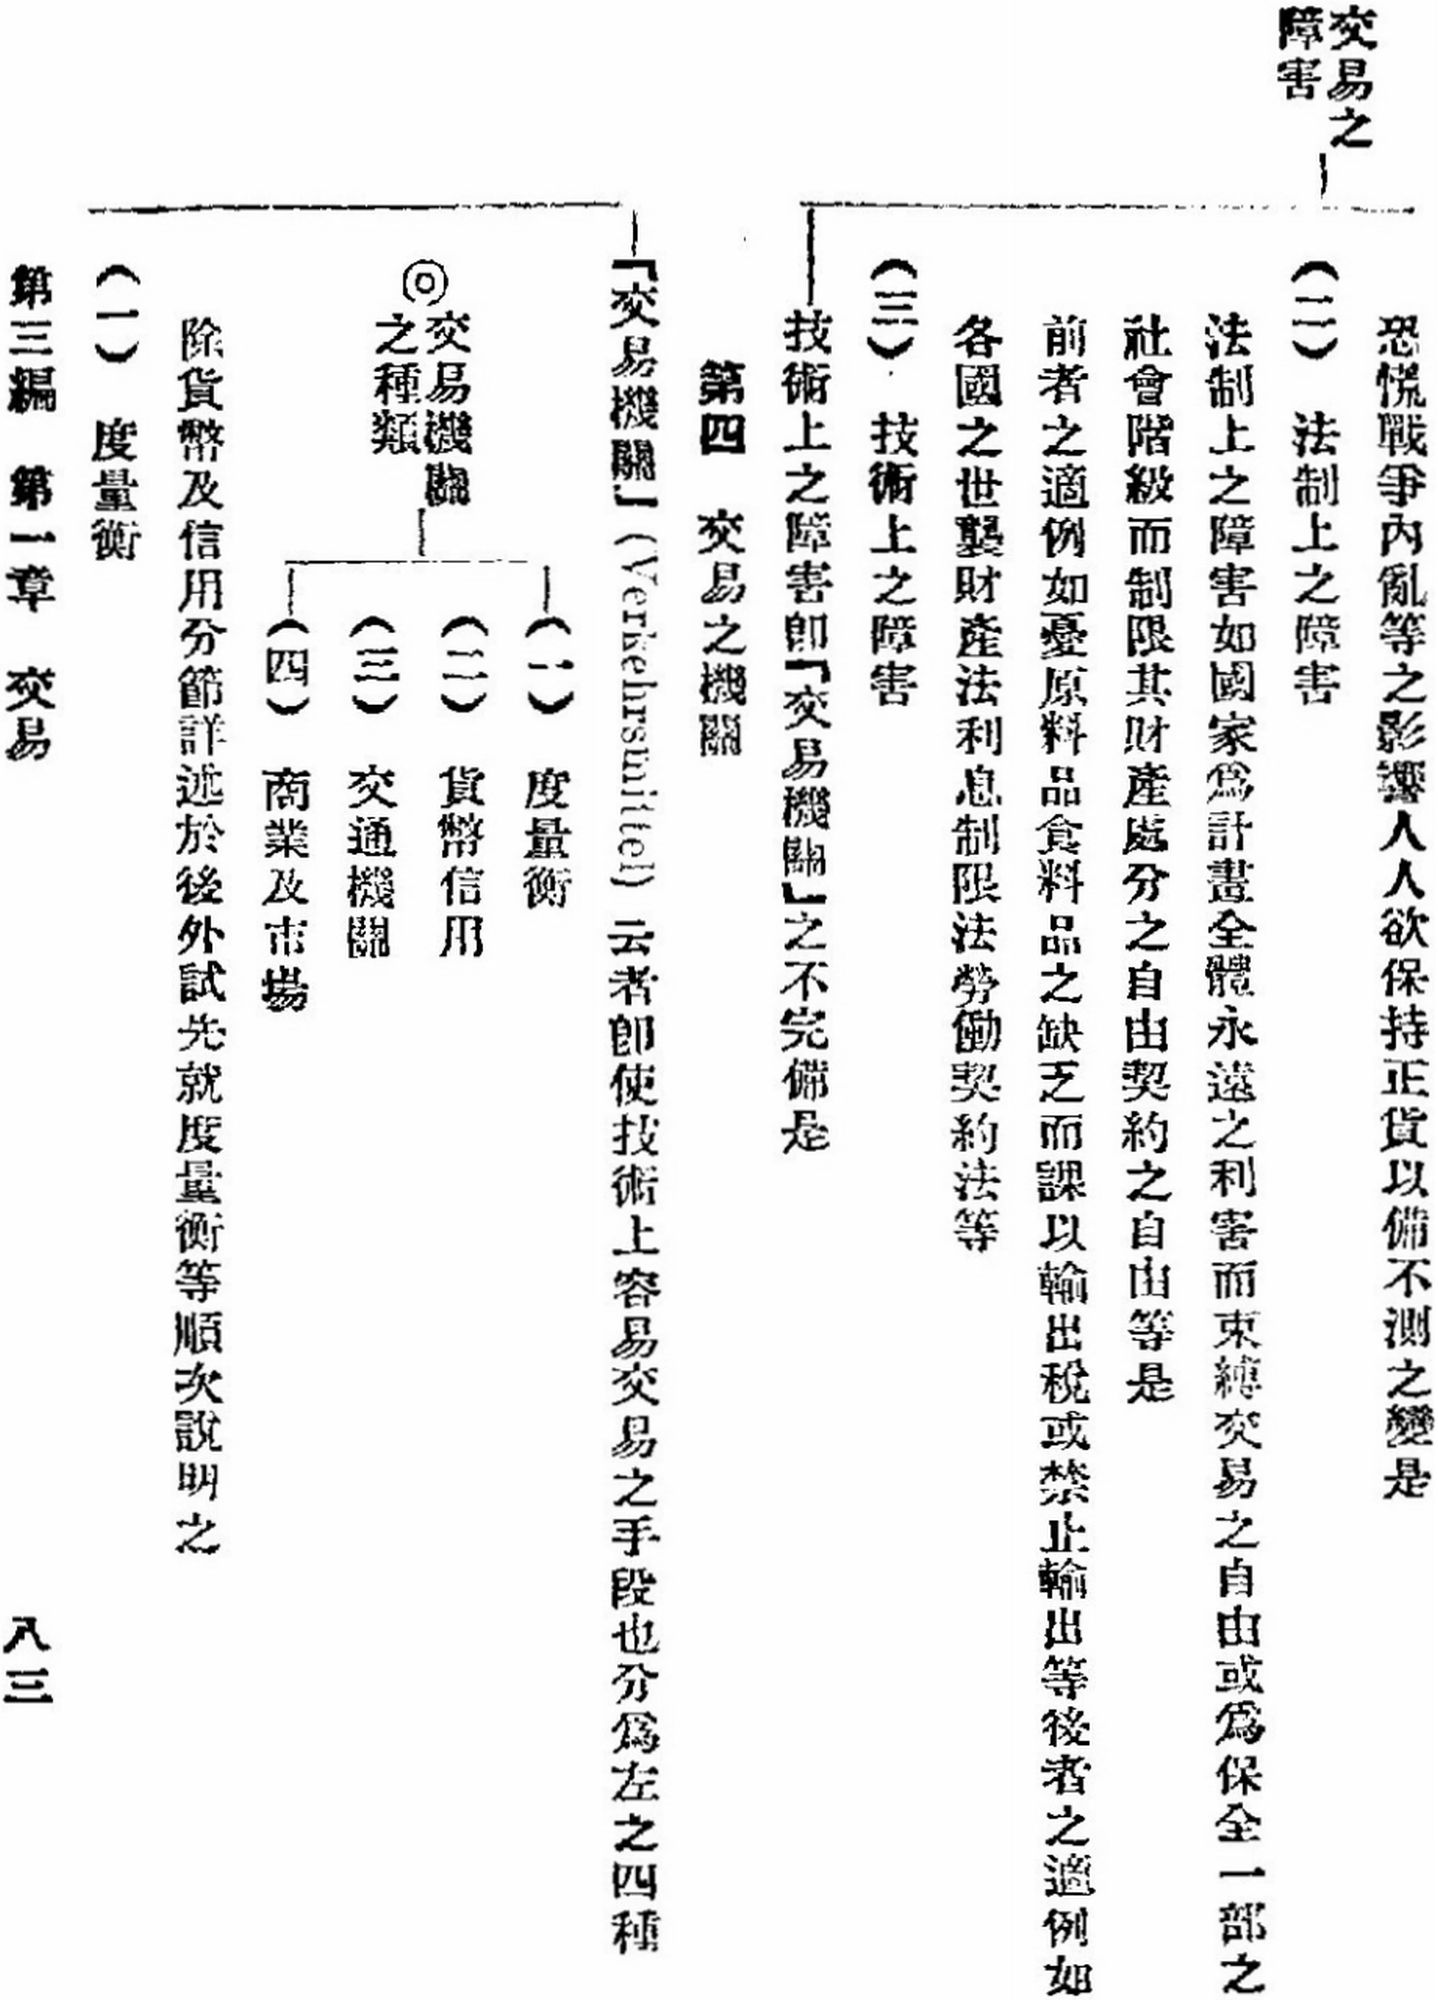 交易之
障害
恐慌戰爭內亂等之影響人人欲保持正貨以備不測之變是
(二) 法制上之障害
法制上之障害如國家爲計畫全體永遠之利害而束縛交易之自由或爲保全一部之
社會階級而制限其財產處分之自由契約之自由等是
前者之適例如憂原料品食料品之缺乏而課以輸出稅或禁止輸出等後者之適例如
各國之世襲財產法利息制限法勞働契約法等
(三) 技術上之障害
技術上之障害卽『交易機關』之不完備是
第四 交易之機關
『交易機關』(Verkehrsmittel)云者卽使技術上容易交易之手段也分爲左之四種
◎交易機關
之種類
(一) 度量衡
(二) 貨幣信用
(三) 交通機關
(四) 商業及市場
除貨幣及信用分節詳述於後外試先就度量衡等順次說明之
(一) 度量衡
第三編 第一章 交易 八三